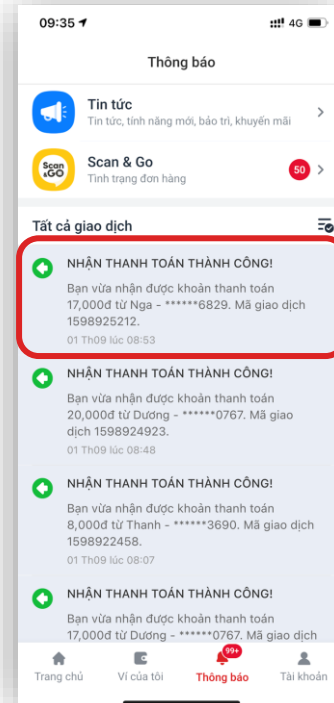 09:35
4G
Thông báo
Tin tức
Tin tức, tính năng mới, bảo trì, khuyến mãi
Scan
&GO
Scan & Go
Tình trạng đơn hàng
50
Tất cả giao dịch
NHẬN THANH TOÁN THÀNH CÔNG!
Bạn vừa nhận được khoản thanh toán
17,000đ từ Nga - ******6829. Mã giao dịch
1598925212.
01 Th09 lúc 08:53
NHẬN THANH TOÁN THÀNH CÔNG!
Bạn vừa nhận được khoản thanh toán
20,000đ từ Dương - ******0767. Mã giao
dịch 1598924923.
01 Th09 lúc 08:48
NHẬN THANH TOÁN THÀNH CÔNG!
Bạn vừa nhận được khoản thanh toán
8,000đ từ Thanh - ******3690. Mã giao dịch
1598922458.
01 Th09 lúc 08:07
NHẬN THANH TOÁN THÀNH CÔNG!
Bạn vừa nhận được khoản thanh toán
17,000đ từ Dương - ******0767. Mã giao dịch
99+
Trang chủ
Ví của tôi
Thông báo
Tài khoản